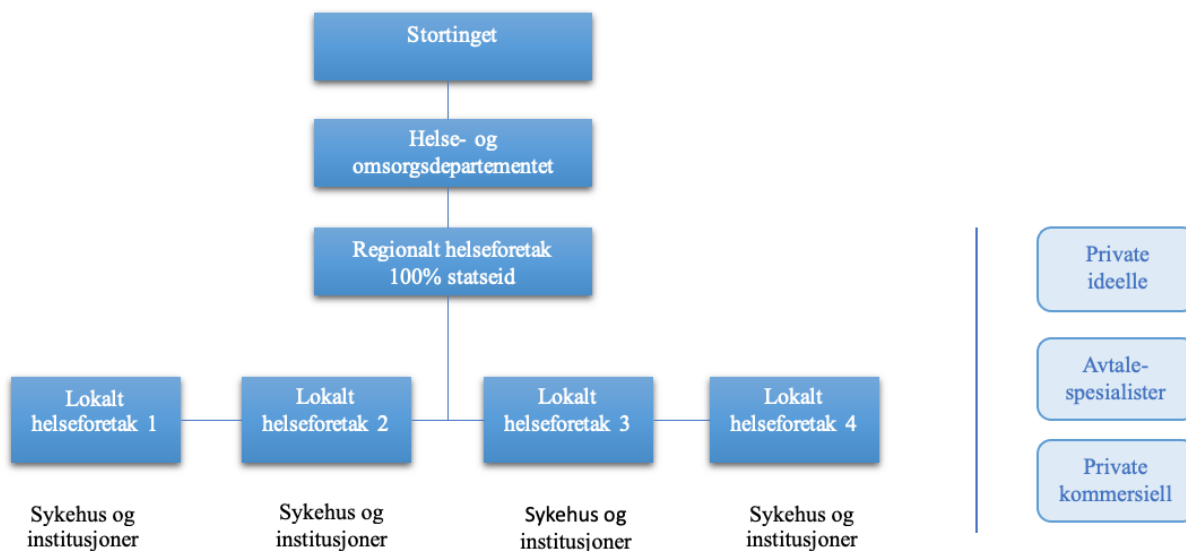 Stortinget
Helse- og
omsorgsdepartementet
Regionalt helseforetak
100% statseid
Lokalt
helseforetak 1
Lokalt
helseforetak 2
Lokalt
helseforetak 3
Lokalt
helseforetak 4
Sykehus og
institusjoner
Sykehus og
institusjoner
Sykehus og
institusjoner
Sykehus og
institusjoner
Private
ideelle
Avtale-
spesialister
Private
kommersiell